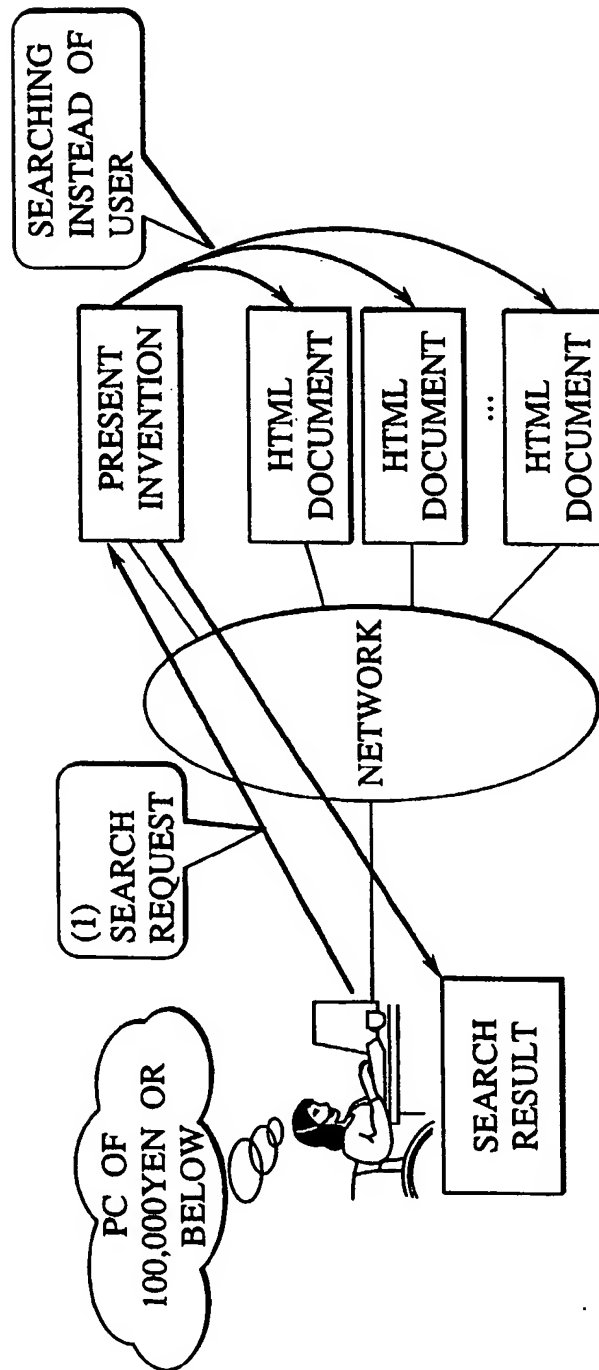 PC OF
100,000YEN OR
BELOW
(1)
SEARCH
REQUEST
SEARCHING
INSTEAD OF
USER
PRESENT
INVENTION
HTML
DOCUMENT
HTML
DOCUMENT
...
HTML
DOCUMENT
NETWORK
SEARCH
RESULT